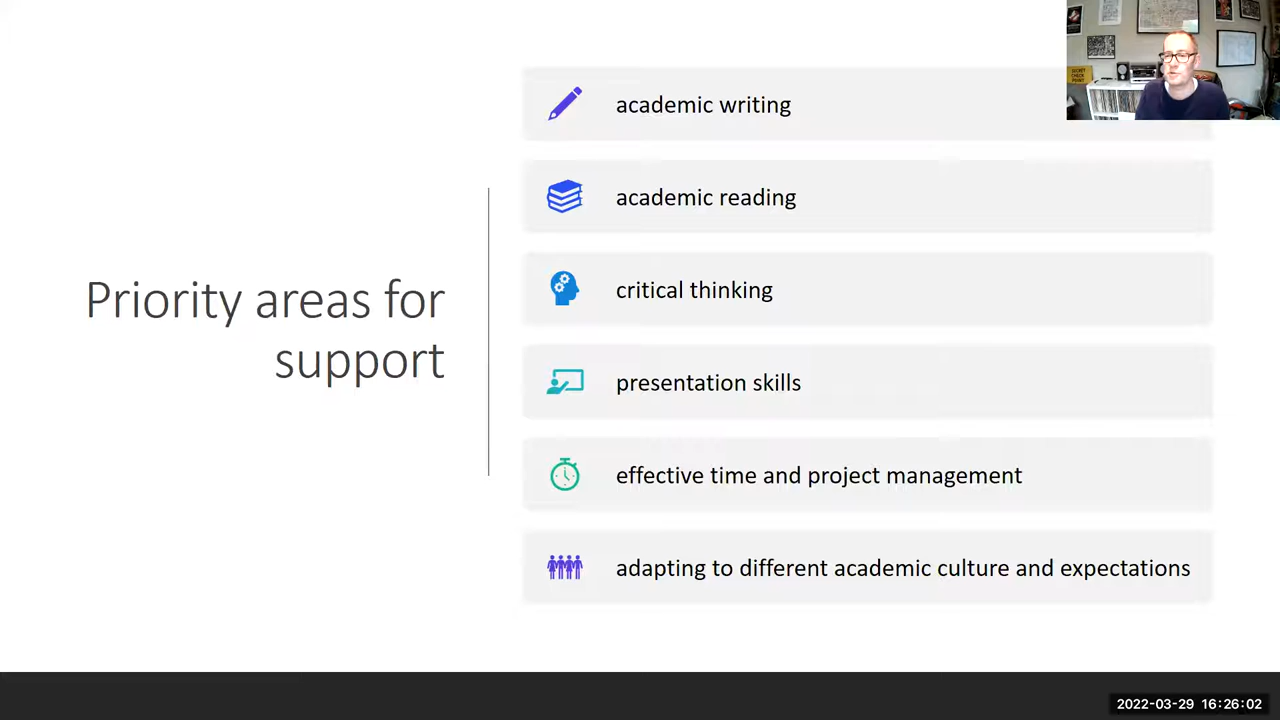 Priority areas for
support
academic writing
academic reading
critical thinking
presentation skills
effective time and project management
adapting to different academic culture and expectations
2022-03-29 16:26:02